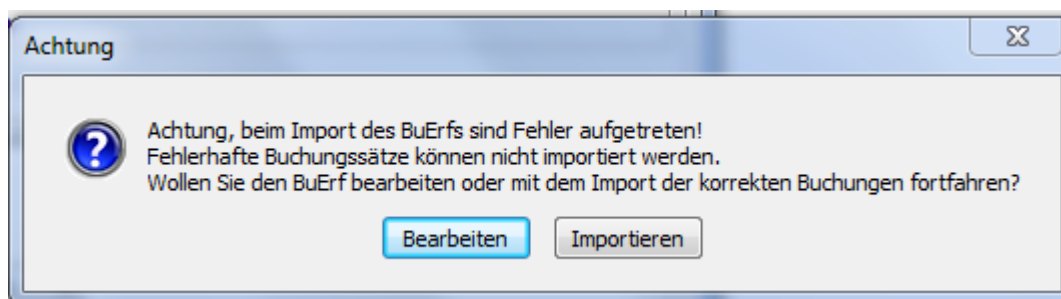 Achtung
Achtung, beim Import des BuErfs sind Fehler aufgetreten!
Fehlerhafte Buchungssätze können nicht importiert werden.
Wollen Sie den BuErf bearbeiten oder mit dem Import der korrekten Buchungen fortfahren?
Bearbeiten
Importieren